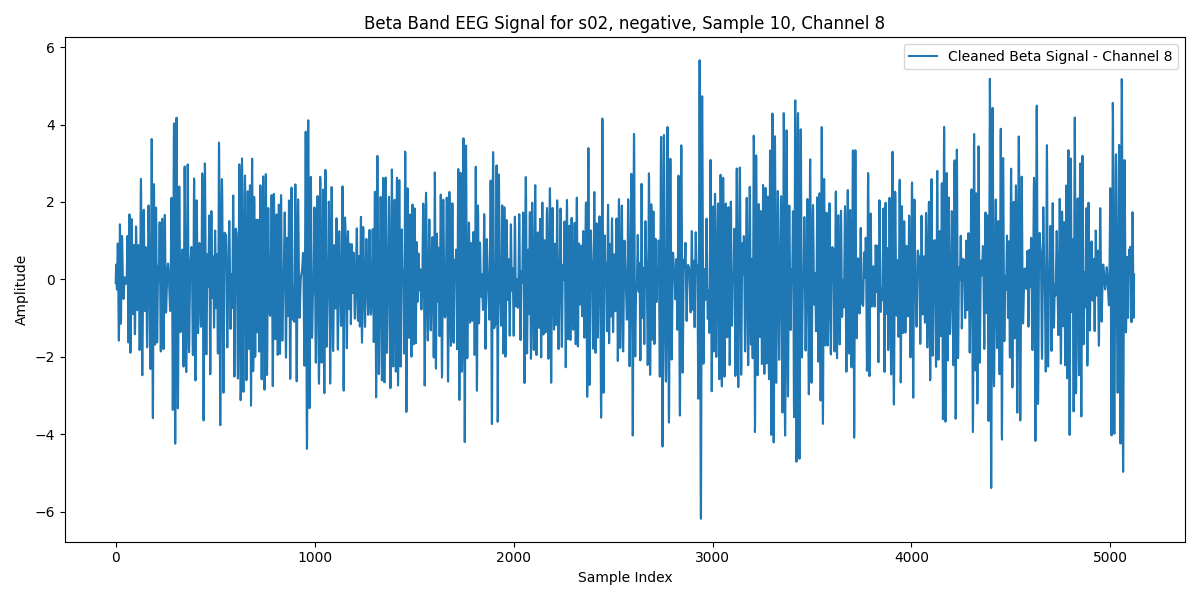 Beta Band EEG Signal for s02, negative, Sample 10, Channel 8
Cleaned Beta Signal - Channel 8
6
4
2
0
−2
−4
−6
Amplitude
0 1000 2000 3000 4000 5000
Sample Index